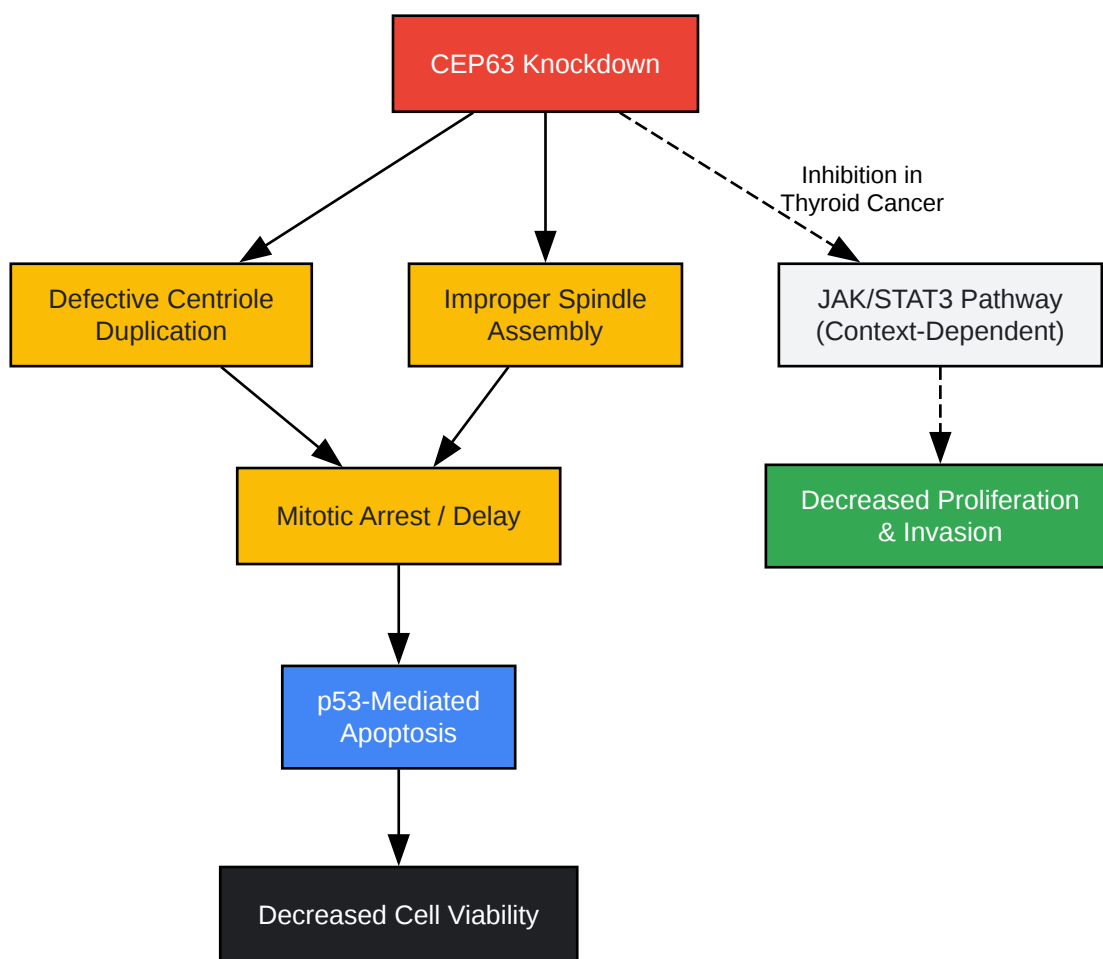 CEP63 Knockdown
Inhibition in
Thyroid Cancer
Defective Centriole
Duplication
Improper Spindle
Assembly
JAK/STAT3 Pathway
(Context-Dependent)
Mitotic Arrest / Delay
Decreased Proliferation
& Invasion
p53-Mediated
Apoptosis
Decreased Cell Viability